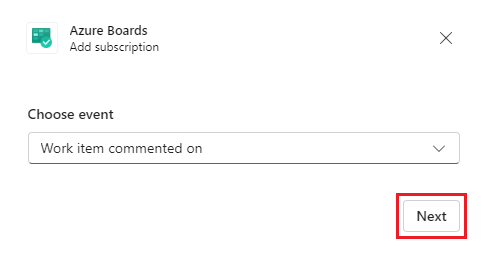 Azure Boards
Add subscription
Choose event
Work item commented on
Next